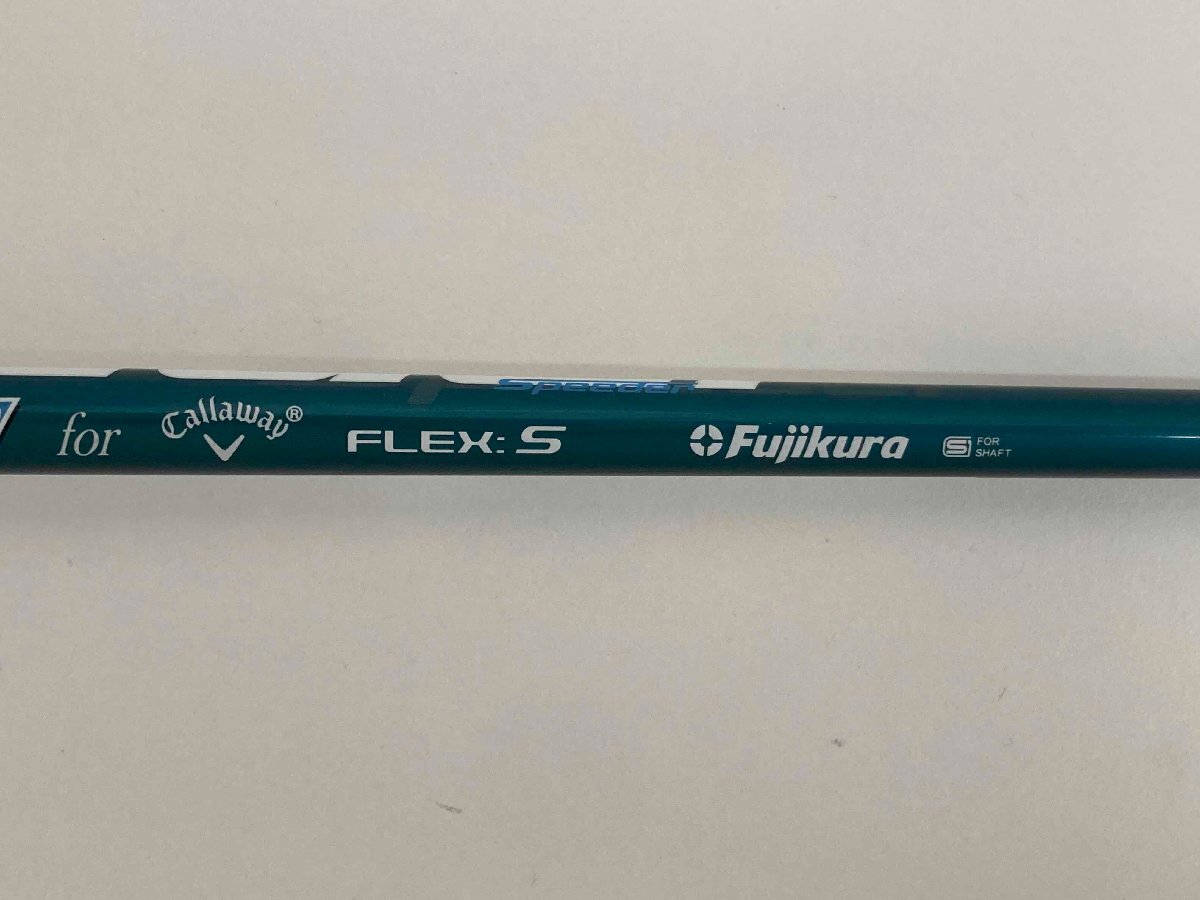 Speeder
for Callaway® FLEX: S Fujikura S FOR
SHAFT